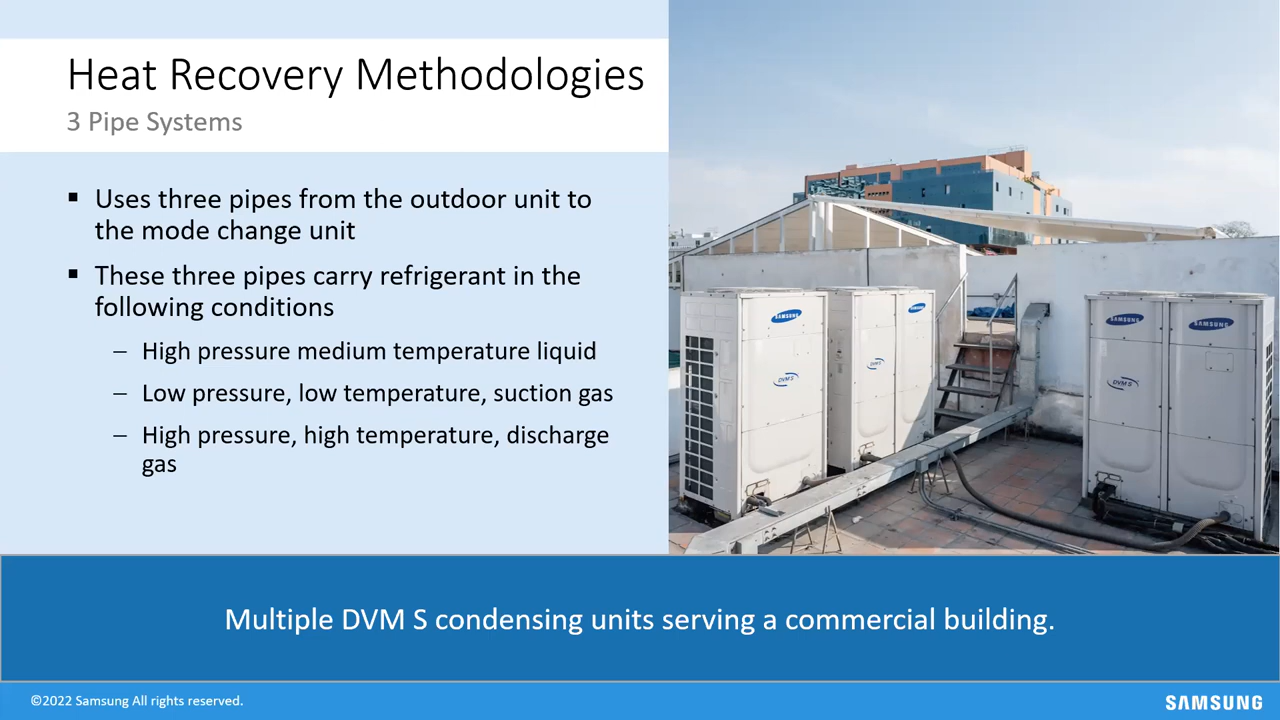 Heat Recovery Methodologies
3 Pipe Systems
▪ Uses three pipes from the outdoor unit to
the mode change unit
▪ These three pipes carry refrigerant in the
following conditions
– High pressure medium temperature liquid
– Low pressure, low temperature, suction gas
– High pressure, high temperature, discharge
gas
SAMSUNG
SAMSUNG
SAMSUNG
SAMSUNG
DVM S
DVM S
DVM S
Multiple DVM S condensing units serving a commercial building.
©2022 Samsung All rights reserved.
SAMSUNG